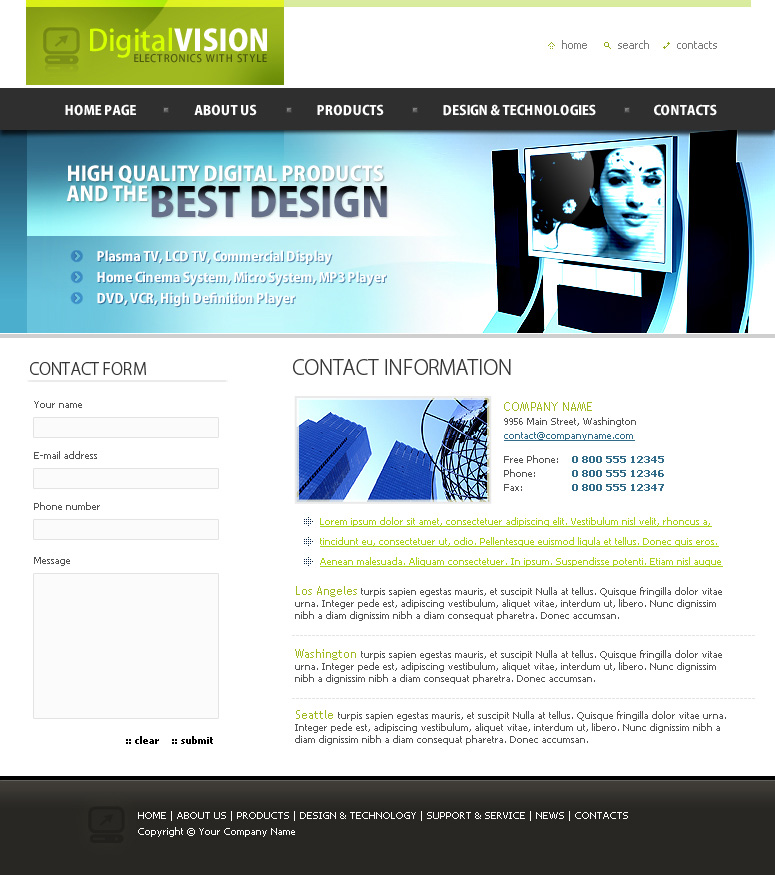 DigitalVISION
ELECTRONICS WITH STYLE
home search contacts
HOME PAGE ABOUT US PRODUCTS DESIGN & TECHNOLOGIES CONTACTS
HIGH QUALITY DIGITAL PRODUCTS
AND THE BEST DESIGN
Plasma TV, LCD TV, Commercial Display
Home Cinema System, Micro System, MP3 Player
DVD, VCR, High Definition Player
CONTACT FORM
Your name
E-mail address
Phone number
Message
:: clear :: submit
CONTACT INFORMATION
COMPANY NAME
9956 Main Street, Washington
contact@companyname.com
Free Phone: 0 800 555 12345
Phone: 0 800 555 12346
Fax: 0 800 555 12347
Lorem ipsum dolor sit amet, consectetuer adipiscing elit. Vestibulum nisl velit, rhoncus a,
tincidunt eu, consectetuer ut, odio. Pellentesque euismod ligula et tellus. Donec quis eros.
Aenean malesuada. Aliquam consectetuer. In ipsum. Suspendisse potenti. Etiam nisl augue
Los Angeles turpis sapien egestas mauris, et suscipit Nulla at tellus. Quisque fringilla dolor vitae
urna. Integer pede est, adipiscing vestibulum, aliquet vitae, interdum ut, libero. Nunc dignissim
nibh a dignissim nibh a diam consequat pharetra. Donec accumsan.
Washington turpis sapien egestas mauris, et suscipit Nulla at tellus. Quisque fringilla dolor vitae
urna. Integer pede est, adipiscing vestibulum, aliquet vitae, interdum ut, libero. Nunc dignissim
nibh a dignissim nibh a diam consequat pharetra. Donec accumsan.
Seattle turpis sapien egestas mauris, et suscipit Nulla at tellus. Quisque fringilla dolor vitae urna.
Integer pede est, adipiscing vestibulum, aliquet vitae, interdum ut, libero. Nunc dignissim nibh a
diam dignissim nibh a diam consequat pharetra. Donec accumsan.
HOME | ABOUT US | PRODUCTS | DESIGN & TECHNOLOGY | SUPPORT & SERVICE | NEWS | CONTACTS
Copyright © Your Company Name